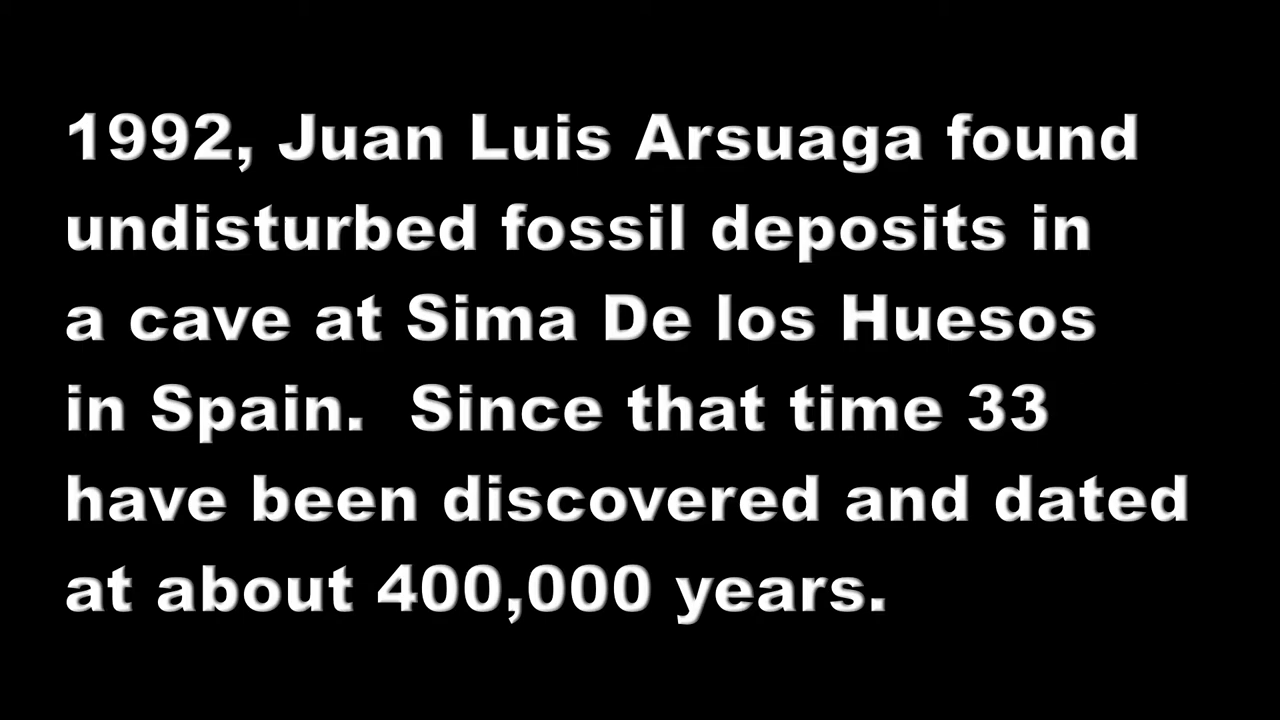 1992, Juan Luis Arsuaga found
undisturbed fossil deposits in
a cave at Sima De los Huesos
in Spain.  Since that time 33
have been discovered and dated
at about 400,000 years.